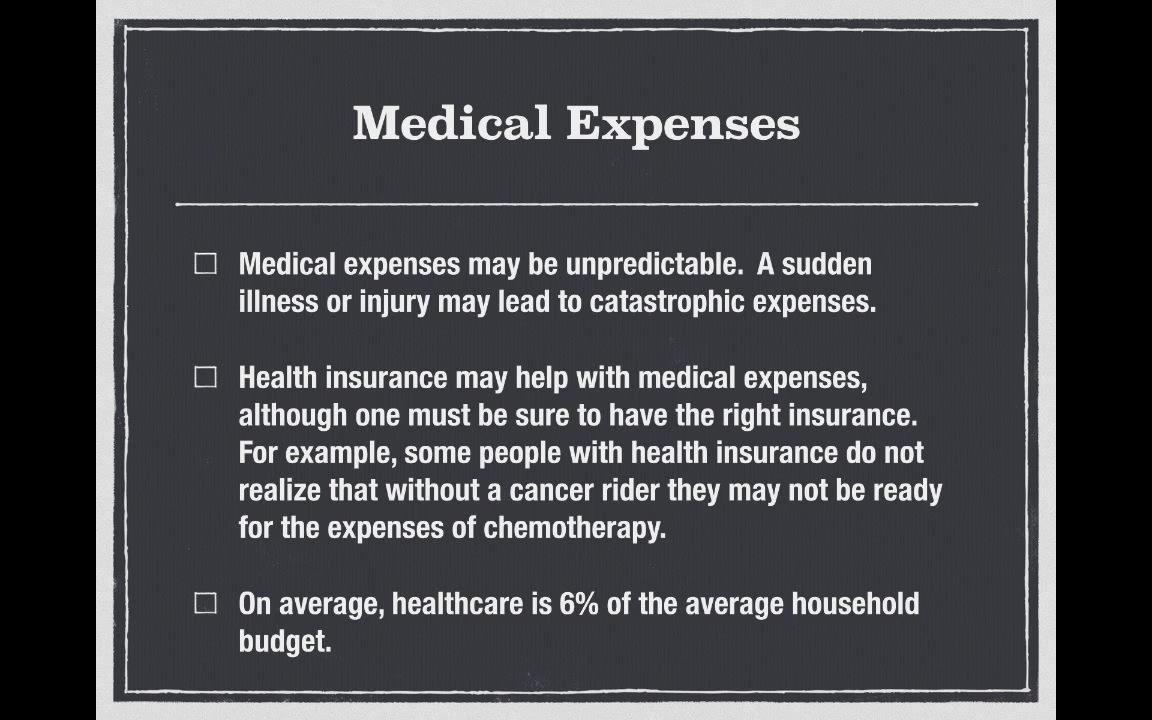 Medical Expenses
Medical expenses may be unpredictable.  A sudden
illness or injury may lead to catastrophic expenses.
Health insurance may help with medical expenses,
although one must be sure to have the right insurance.
For example, some people with health insurance do not
realize that without a cancer rider they may not be ready
for the expenses of chemotherapy.
On average, healthcare is 6% of the average household
budget.